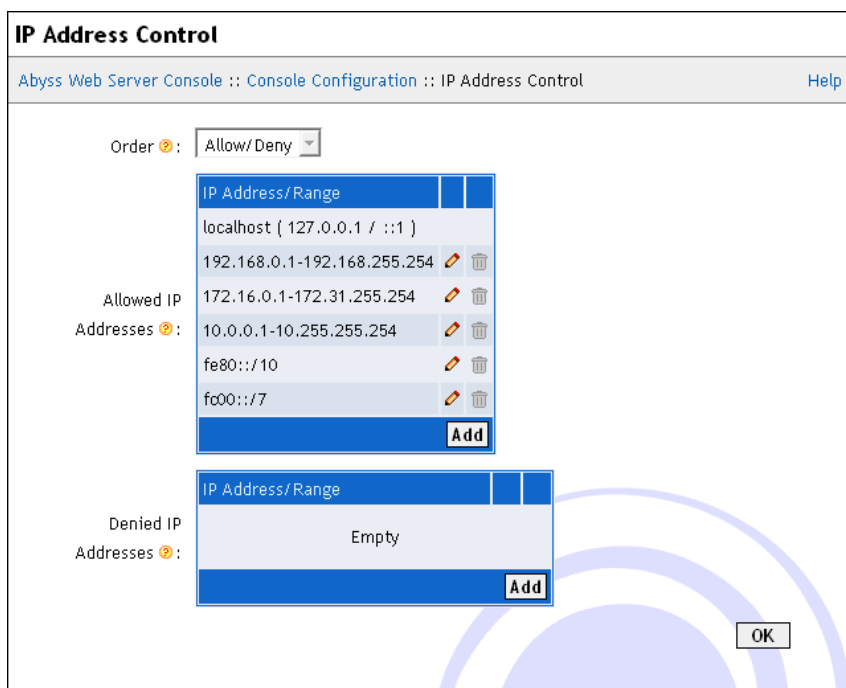 IP Address Control
Abyss Web Server Console :: Console Configuration :: IP Address Control Help
Order ? : Allow/Deny
IP Address/Range
localhost ( 127.0.0.1 / ::1 )
192.168.0.1-192.168.255.254
Allowed IP Addresses ? :
172.16.0.1-172.31.255.254
10.0.0.1-10.255.255.254
fe80::/10
fc00::/7
Add
IP Address/Range
Denied IP Addresses ? :
Empty
Add
OK